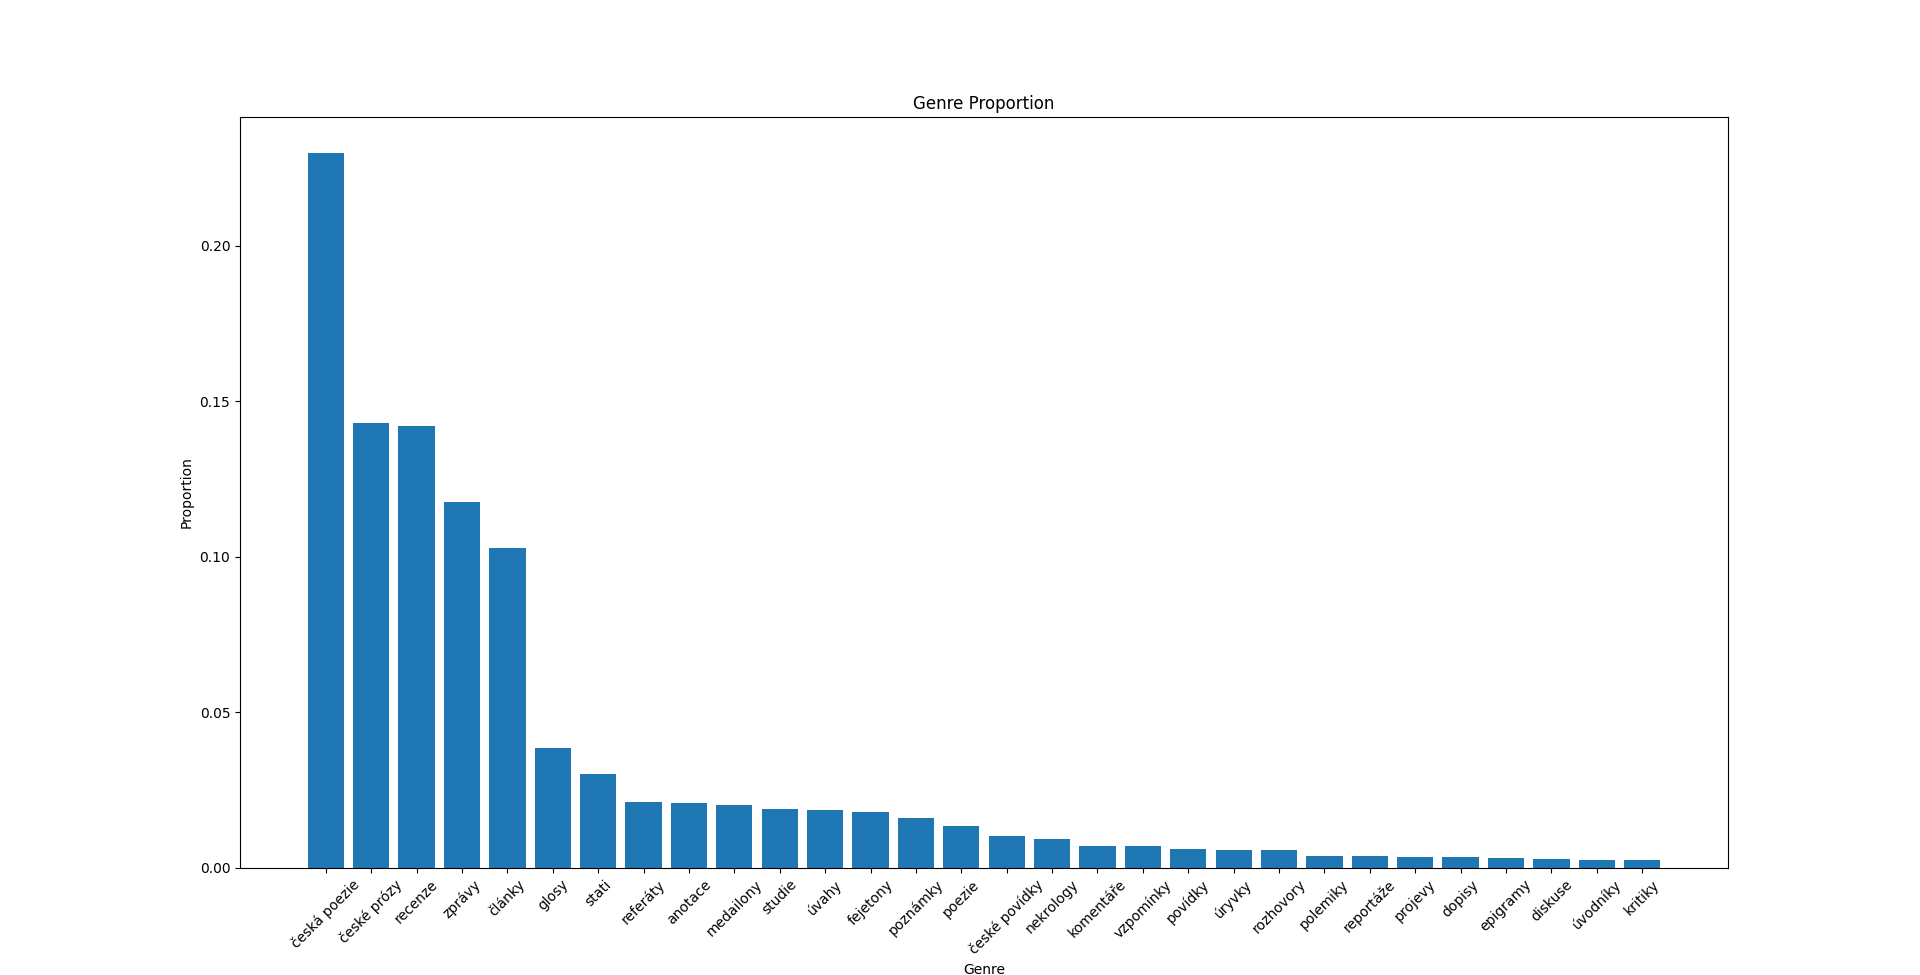 Genre Proportion
Proportion
0.20
0.15
0.10
0.05
0.00
česká poezie
české prózy
recenze
zprávy
články
glosy
stati
referáty
anotace
medailony
studie
úvahy
fejetony
poznámky
poezie
české povídky
nekrology
komentáře
vzpomínky
povídky
úryvky
rozhovory
polemiky
reportáže
projevy
dopisy
epigramy
diskuse
úvodníky
kritiky
Genre